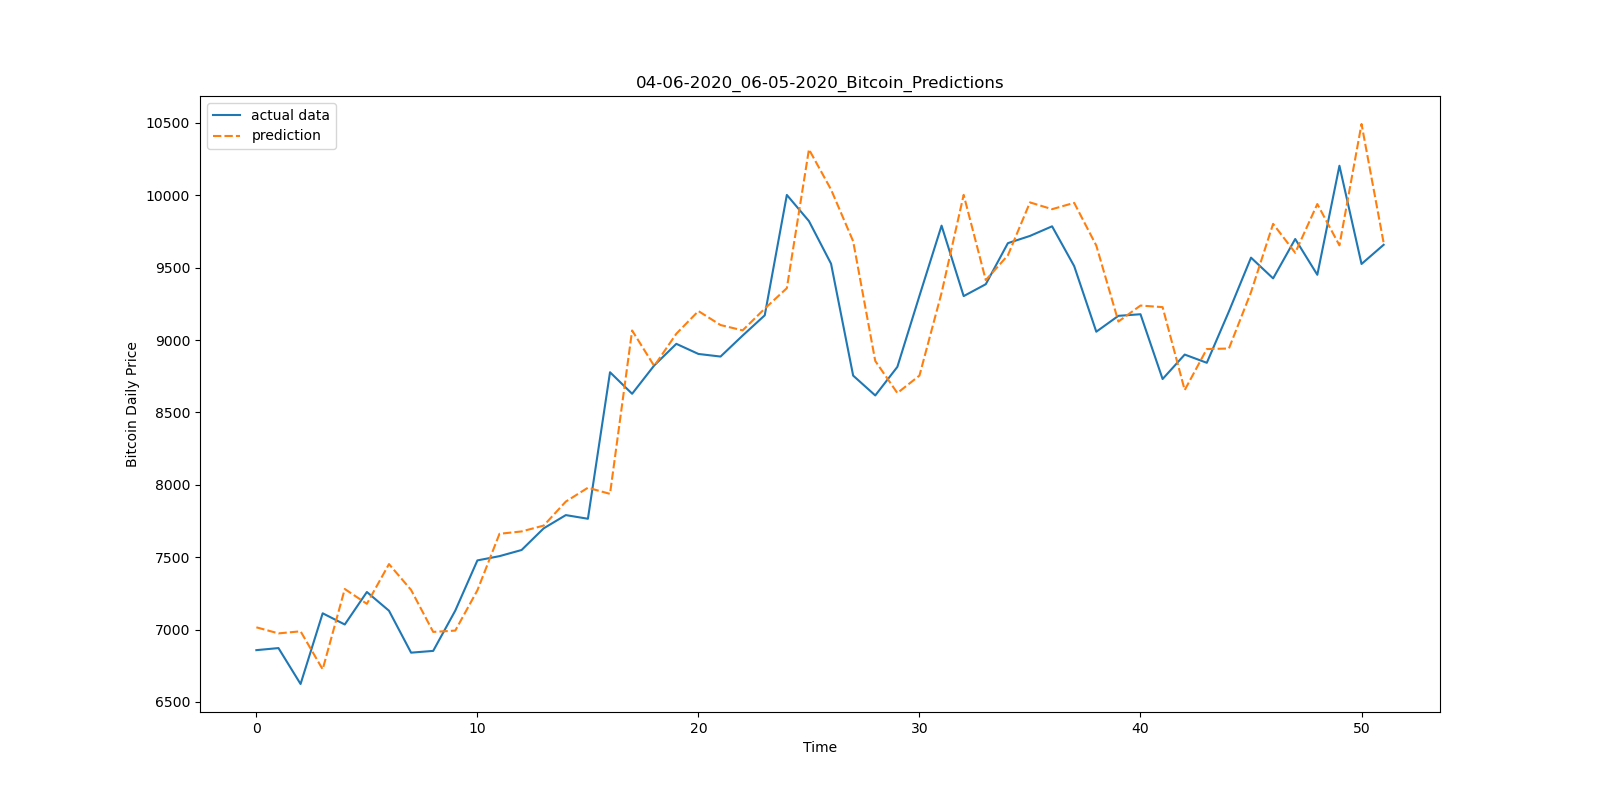 04-06-2020_06-05-2020_Bitcoin_Predictions
actual data
prediction
10500
10000
9500
9000
8500
8000
7500
7000
6500
Bitcoin Daily Price
0 10 20 30 40 50
Time